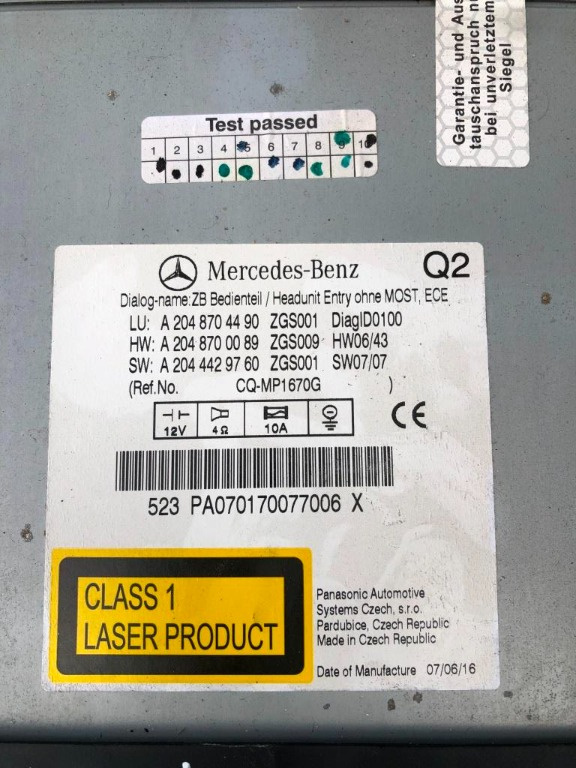 Garantie- und Aus
tauschanspruch nu
bei unverletztem
Siegel
Test passed
1 2 3 4 5 6 7 8 9 10
Mercedes-Benz Q2
Dialog-name: ZB Bedienteil / Headunit Entry ohne MOST, ECE
LU: A 204 870 44 90 ZGS001 DiagID0100
HW: A 204 870 00 89 ZGS009 HW06/43
SW: A 204 442 97 60 ZGS001 SW07/07
(Ref.No. CQ-MP1670G )
12V 4Ω 10A
CE
523 PA070170077006 X
CLASS 1
LASER PRODUCT
Panasonic Automotive
Systems Czech, s.r.o.
Pardubice, Czech Republic
Made in Czech Republic
Date of Manufacture 07/06/16